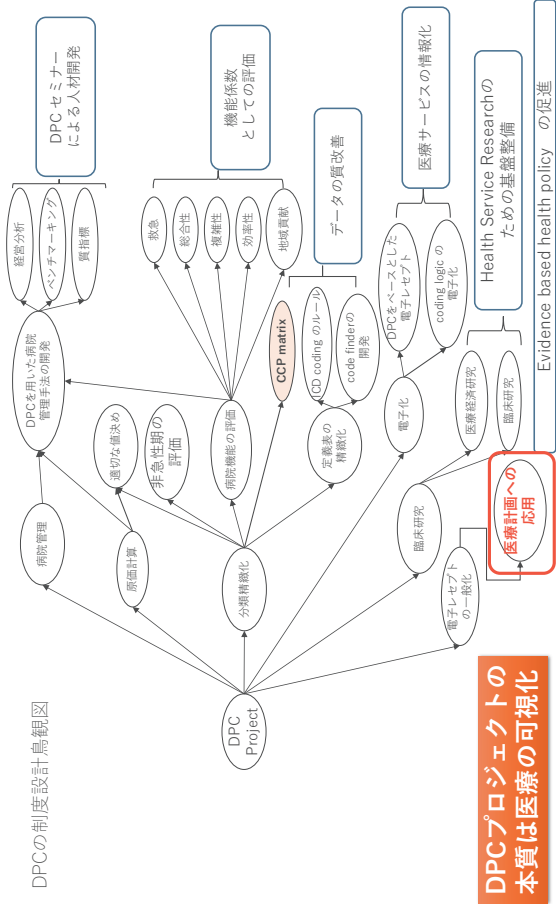 DPCの制度設計鳥観図
DPC
Project
病院管理
原価計算
分類精緻化
臨床研究
電子レセプト
の一般化
DPCを用いた病院
管理手法の開発
適切な値決め
非急性期の
評価
病院機能の評価
定義表の
精緻化
電子化
経営分析
ベンチマーキング
質指標
救急
総合性
複雑性
効率性
地域貢献
CCP matrix
CD coding のルール
code finderの
開発
DPCをベースとした
電子レセプト
coding logic の
電子化
医療経済研究
臨床研究
医療計画への
応用
DPC セミナー
による人材開発
機能係数
としての評価
データの質改善
医療サービスの情報化
Health Service Researchの
ための基盤整備
Evidence based health policy の促進
DPCプロジェクトの
本質は医療の可視化